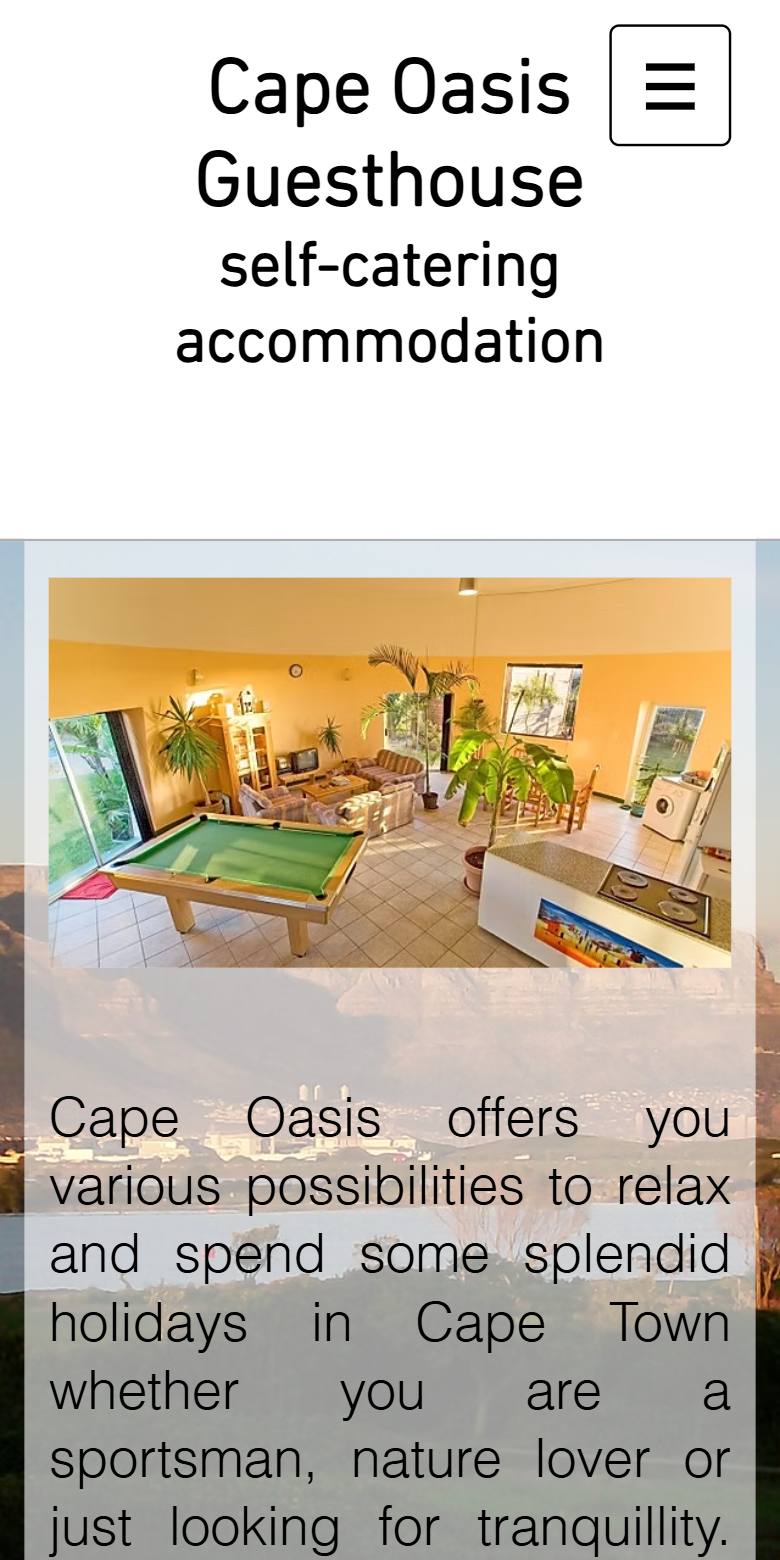 Cape Oasis
Guesthouse
self-catering
accommodation
Cape Oasis offers you
various possibilities to relax
and spend some splendid
holidays in Cape Town
whether you are a
sportsman, nature lover or
just looking for tranquillity.